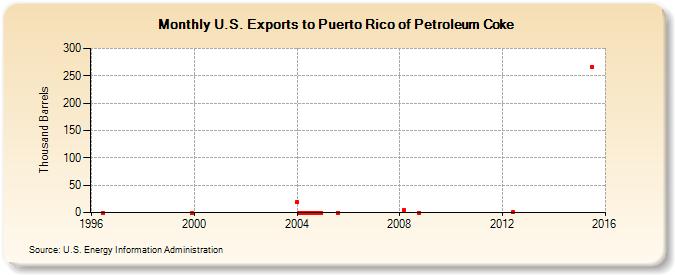 Monthly U.S. Exports to Puerto Rico of Petroleum Coke
Thousand Barrels
300
250
200
150
100
50
0
1996 2000 2004 2008 2012 2016
Source: U.S. Energy Information Administration